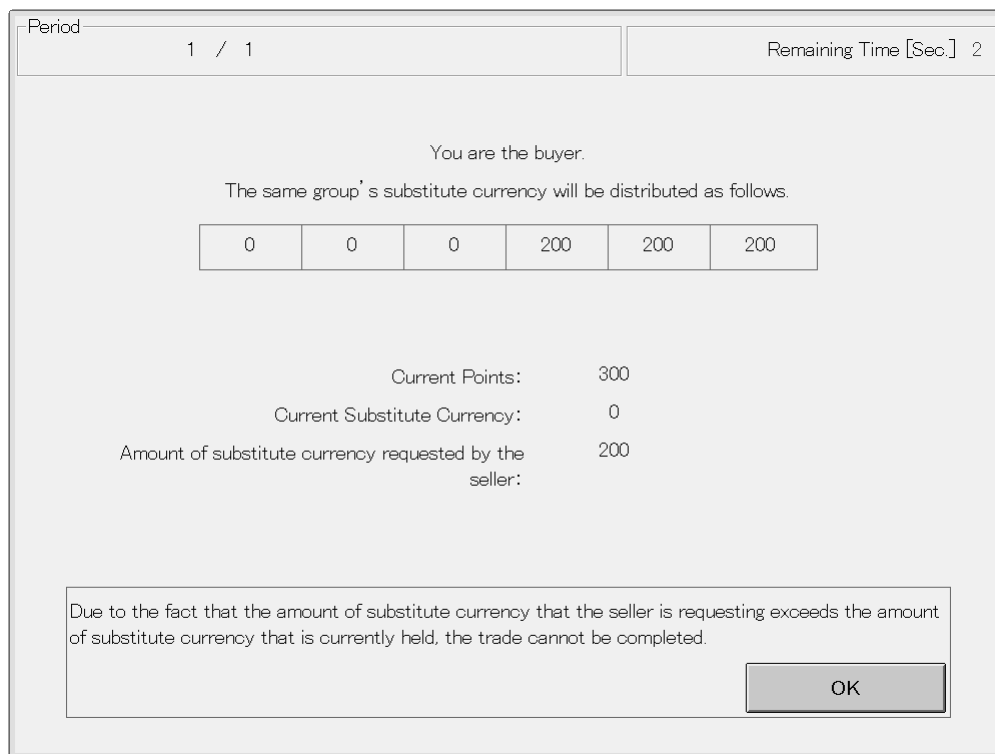 Period
1 / 1
Remaining Time [Sec.] 2
You are the buyer.
The same group's substitute currency will be distributed as follows.
0 0 0 200 200 200
Current Points: 300
Current Substitute Currency: 0
Amount of substitute currency requested by the 200
seller:
Due to the fact that the amount of substitute currency that the seller is requesting exceeds the amount
of substitute currency that is currently held, the trade cannot be completed.
OK